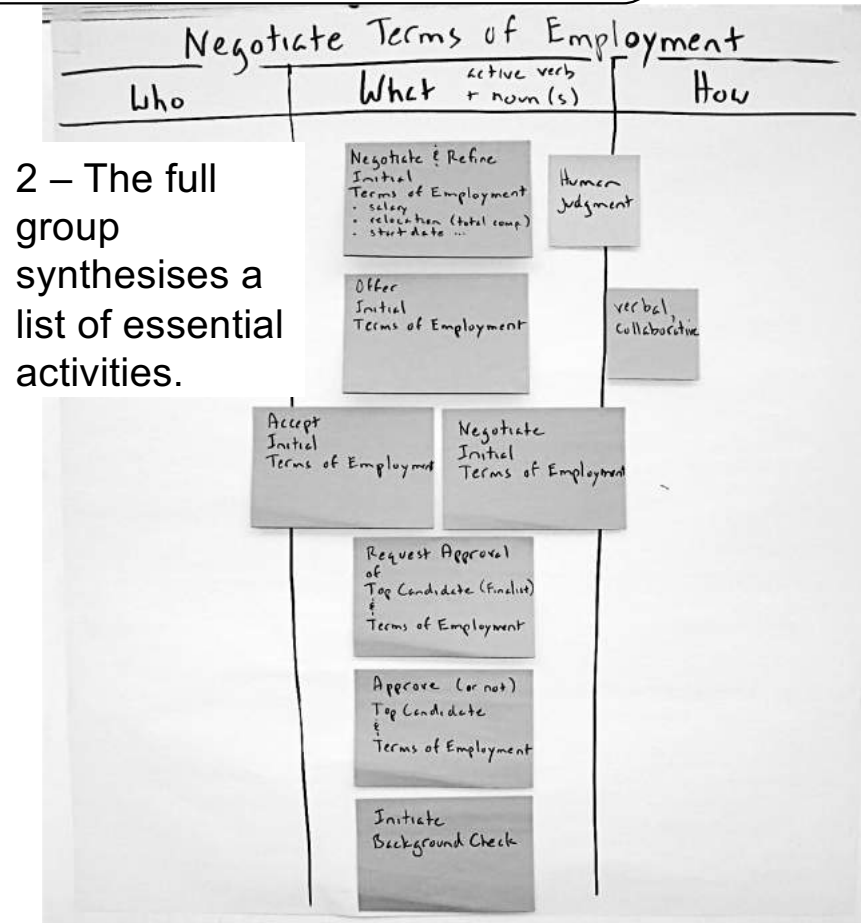 Negotiate Terms of Employment
Who
What
active verb
+ noun(s)
How
2 – The full
group
synthesises a
list of essential
activities.
Negotiate & Refine
Initial
Terms of Employment
• salary
• relocation (total comp)
• start date ...
Human
Judgment
Offer
Initial
Terms of Employment
verbal,
collaborative
Accept
Initial
Terms of Employment
Negotiate
Initial
Terms of Employment
Request Approval
of
Top Candidate (Finalist)
&
Terms of Employment
Approve (or not)
Top Candidate
&
Terms of Employment
Initiate
Background Check